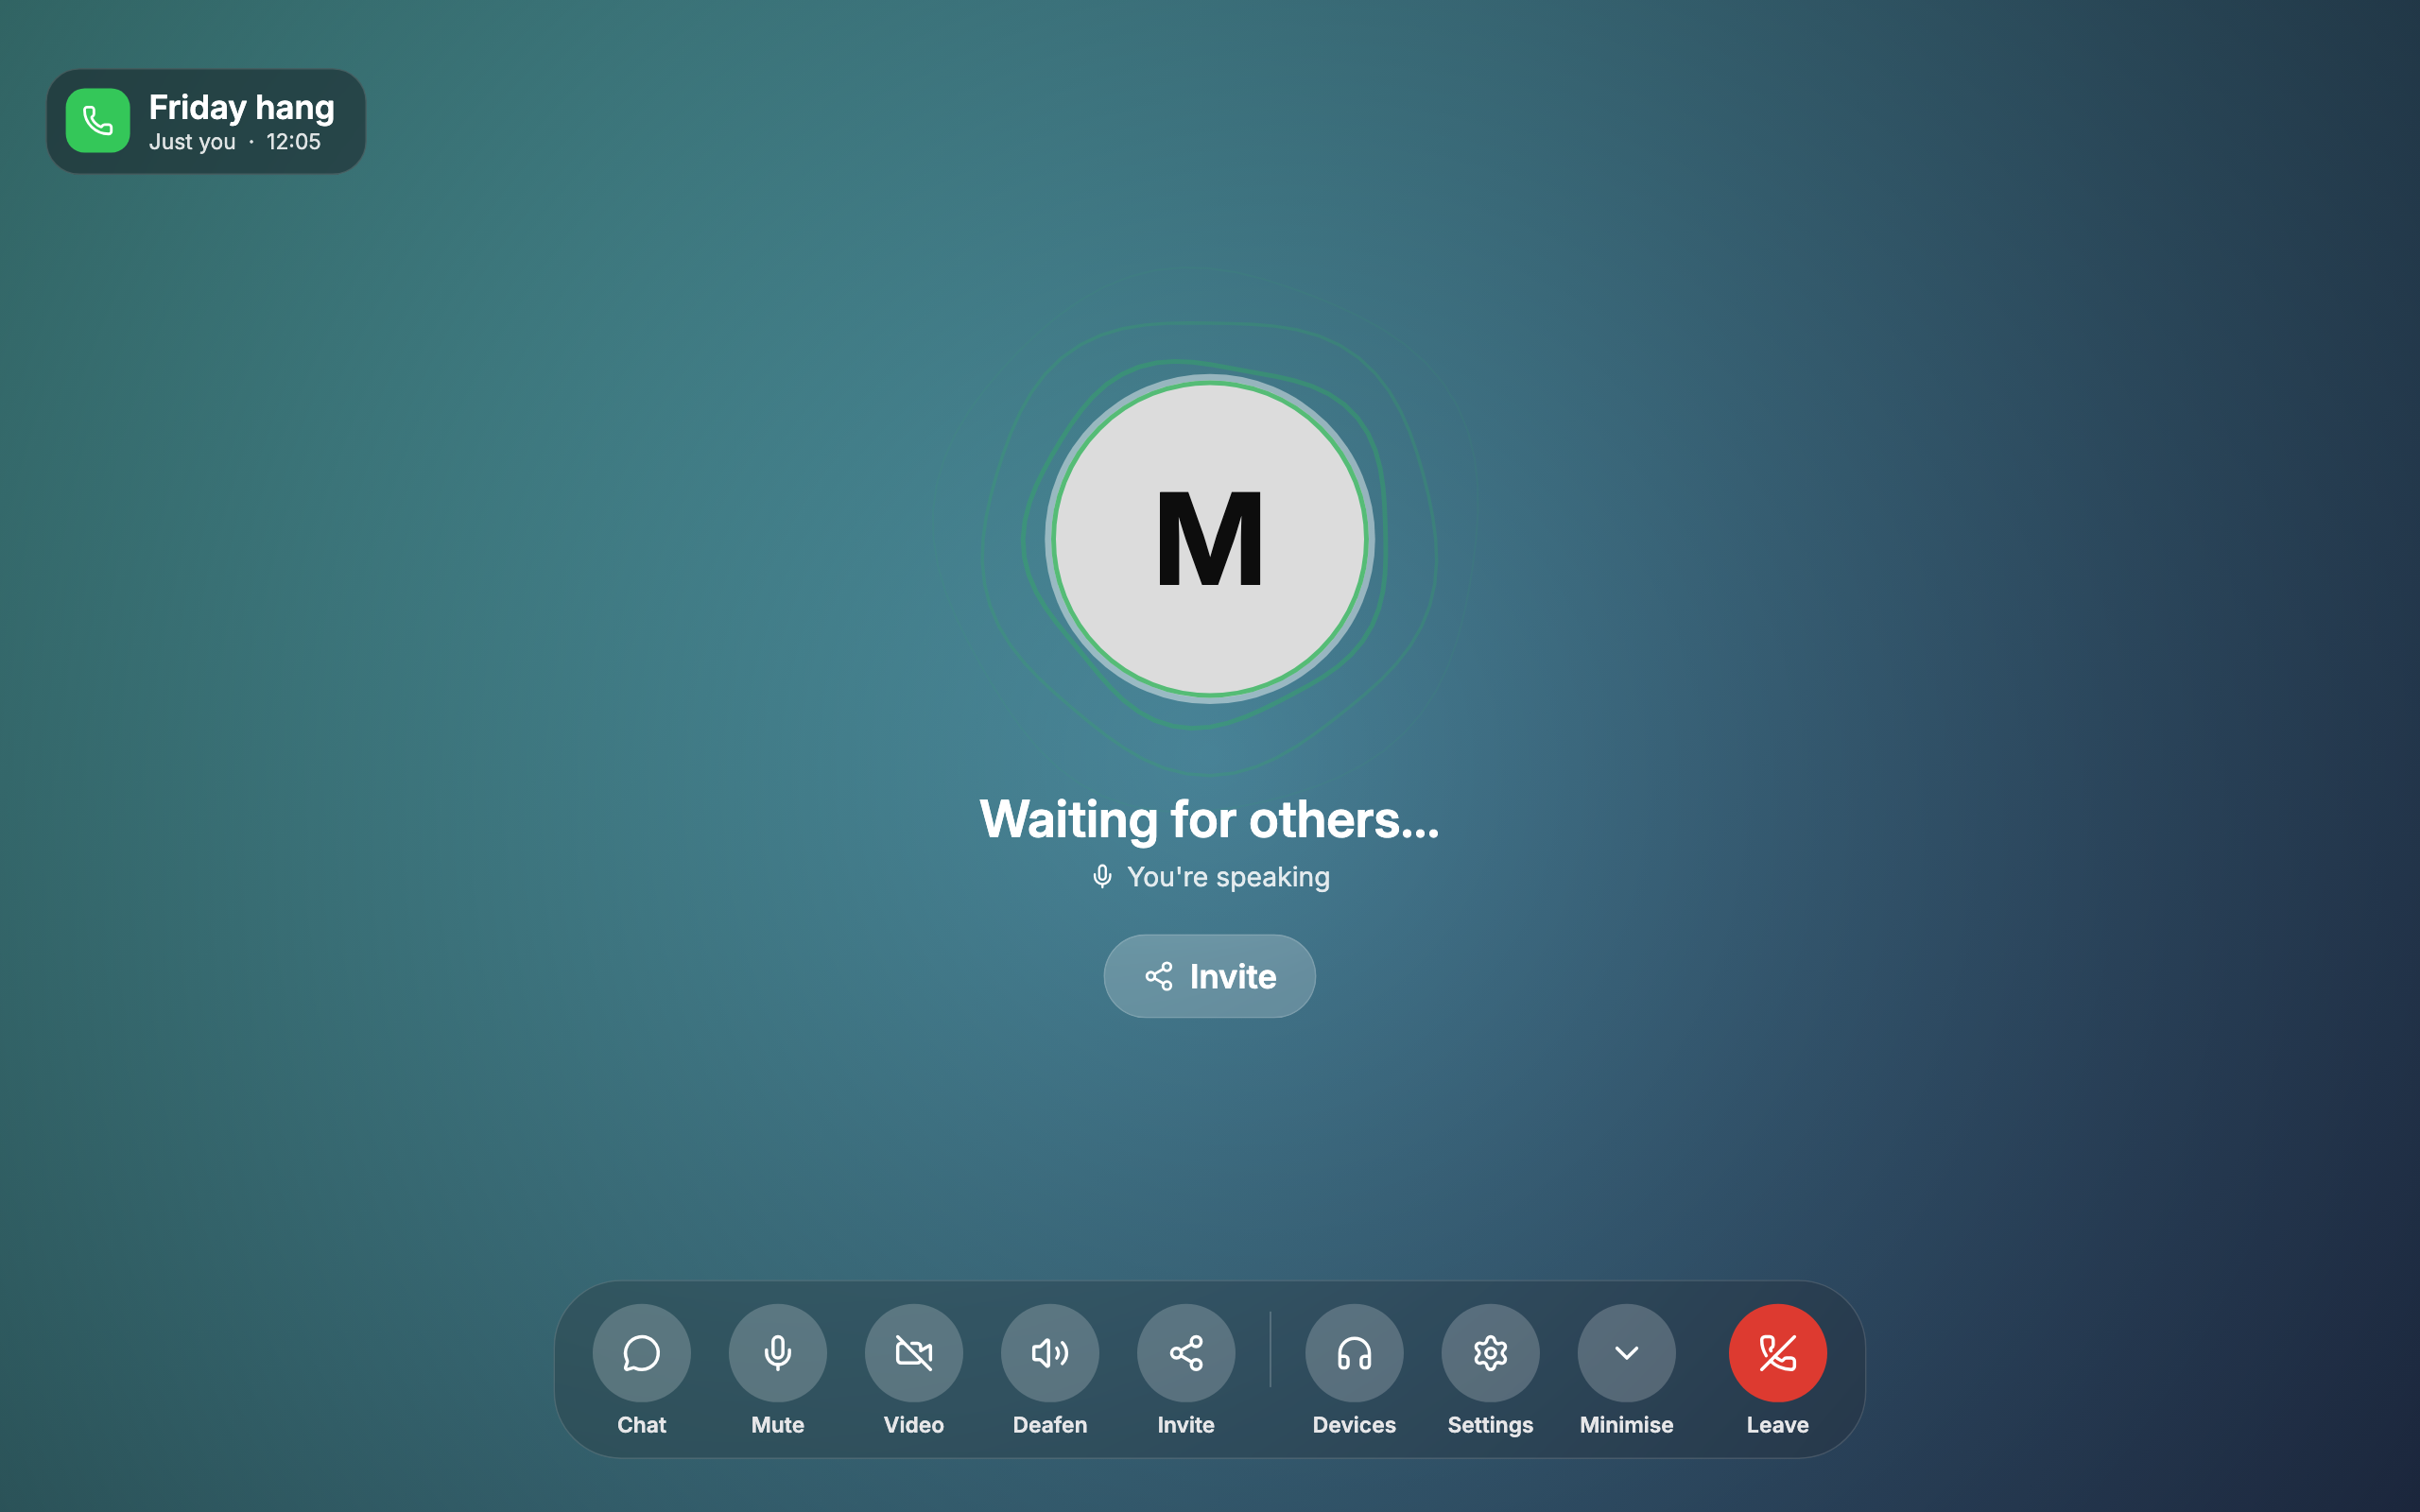 Friday hang
Just you · 12:05
M
Waiting for others...
You're speaking
Invite
Chat Mute Video Deafen Invite Devices Settings Minimise Leave